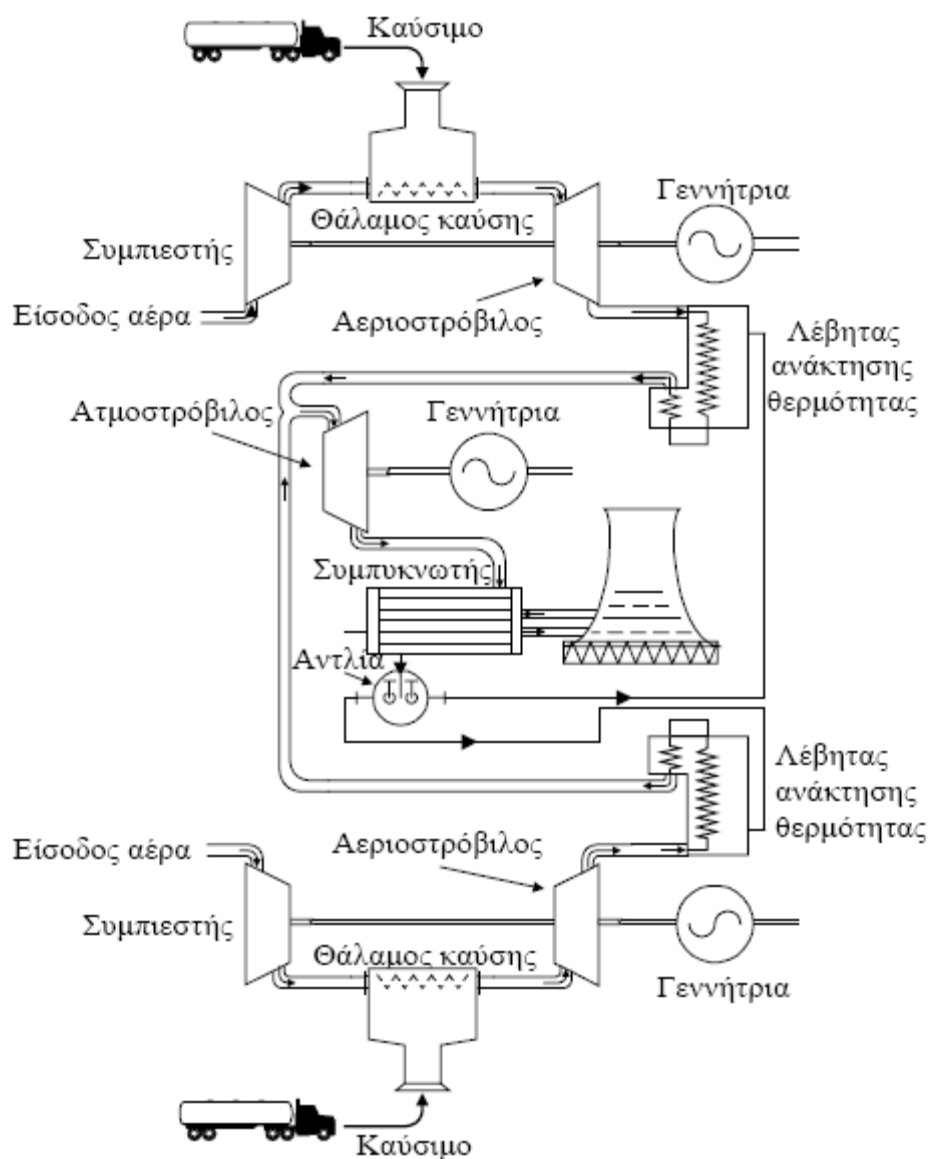 Καύσιμο
Γεννήτρια
Θάλαμος καύσης
Συμπιεστής
Είσοδος αέρα
Αεριοστρόβιλος
Λέβητας
ανάκτησης
θερμότητας
Ατμοστρόβιλος
Γεννήτρια
Συμπυκνωτής
Αντλία
Λέβητας
ανάκτησης
θερμότητας
Είσοδος αέρα
Αεριοστρόβιλος
Συμπιεστής
Θάλαμος καύσης
Γεννήτρια
Καύσιμο